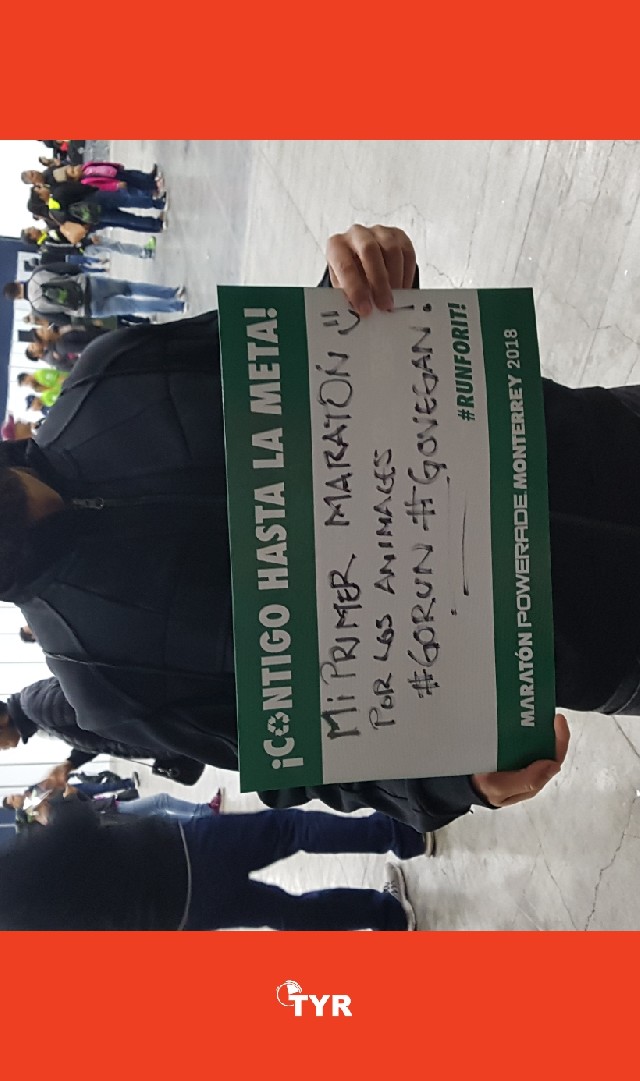 ¡CONTIGO HASTA LA META!
MI PRIMER MARATÓN
POR LOS ANIMALES
#GORUN #GOVEGAN!
#RUNFORIT!
MARATÓN POWERADE MONTERREY 2018
TYR